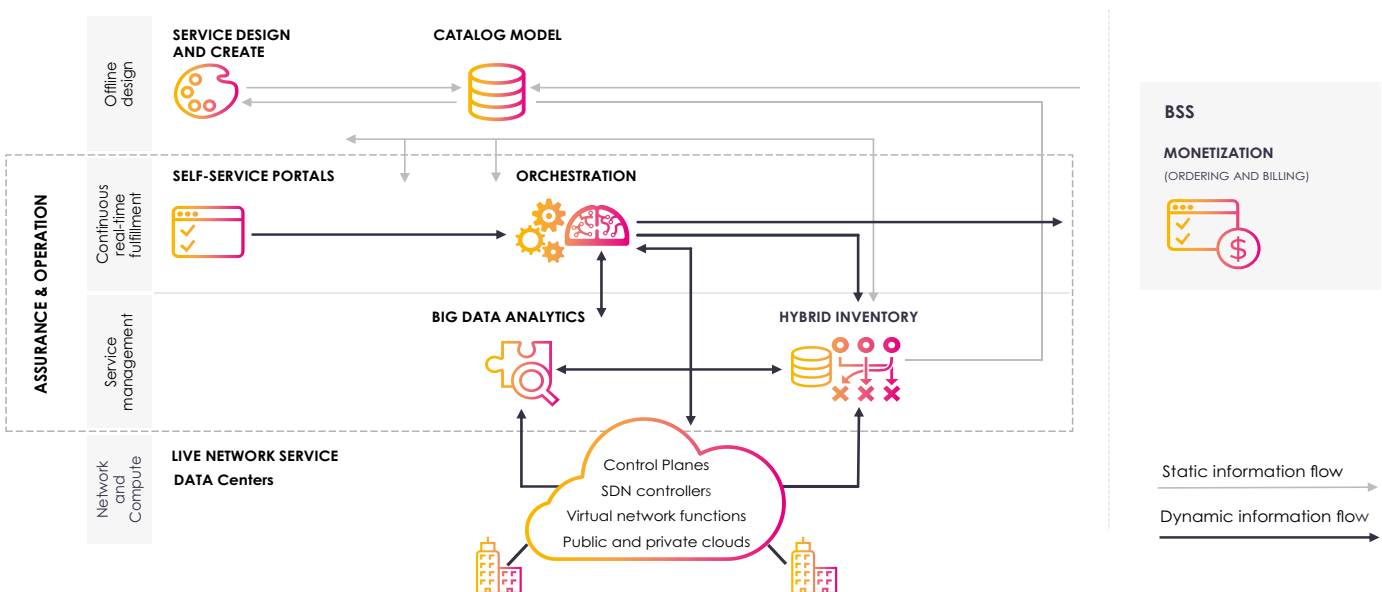 SERVICE DESIGN
AND CREATE
CATALOG MODEL
Offline
design
BSS
MONETIZATION
(ORDERING AND BILLING)
$
ASSURANCE & OPERATION
Continuous
real-time
fulfillment
SELF-SERVICE PORTALS
ORCHESTRATION
Service
management
BIG DATA ANALYTICS
HYBRID INVENTORY
Network
and
Compute
LIVE NETWORK SERVICE
DATA Centers
Control Planes
SDN controllers
Virtual network functions
Public and private clouds
Static information flow
Dynamic information flow